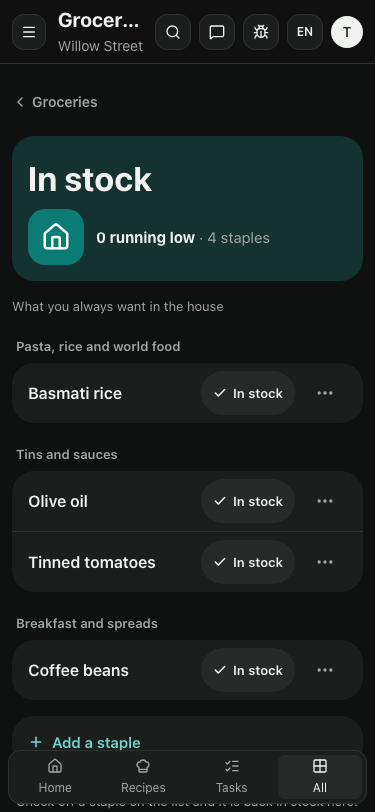 Grocer...
Willow Street
EN
T
Groceries
In stock
0 running low · 4 staples
What you always want in the house
Pasta, rice and world food
Basmati rice
In stock
Tins and sauces
Olive oil
In stock
Tinned tomatoes
In stock
Breakfast and spreads
Coffee beans
In stock
Add a staple
Home
Recipes
Tasks
All